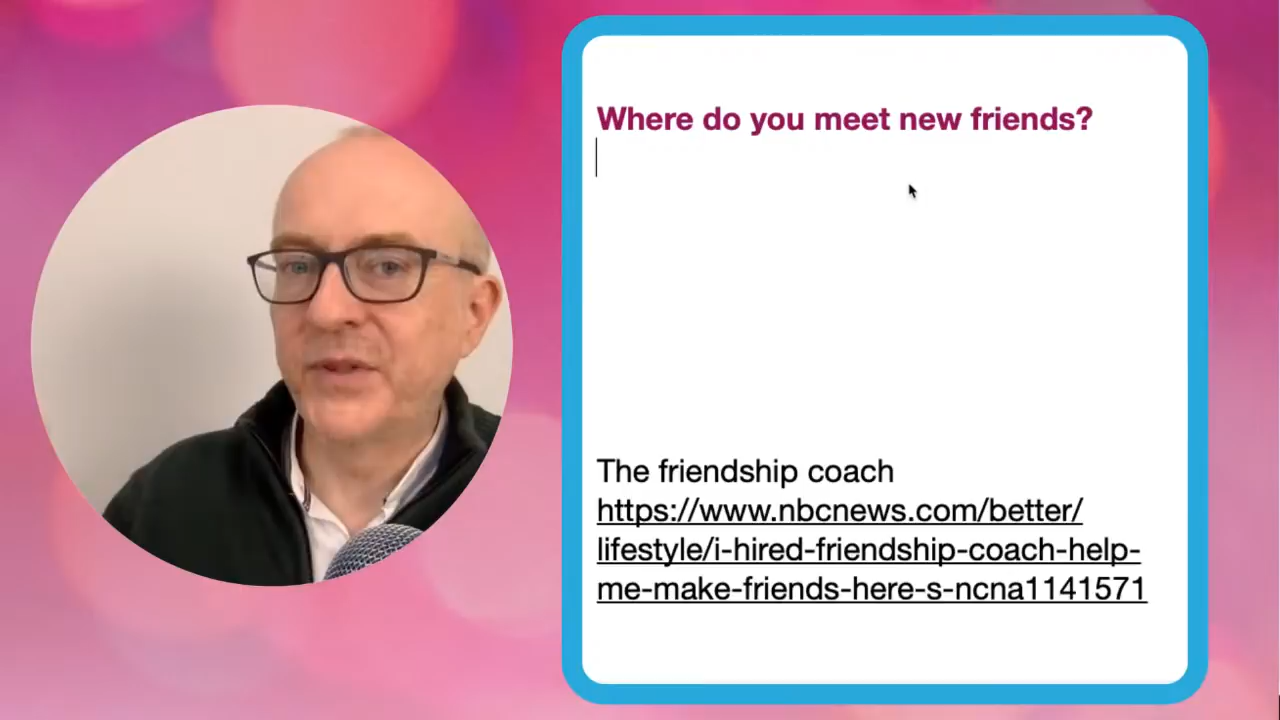 Where do you meet new friends?
The friendship coach
https://www.nbcnews.com/better/
lifestyle/i-hired-friendship-coach-help-
me-make-friends-here-s-ncna1141571